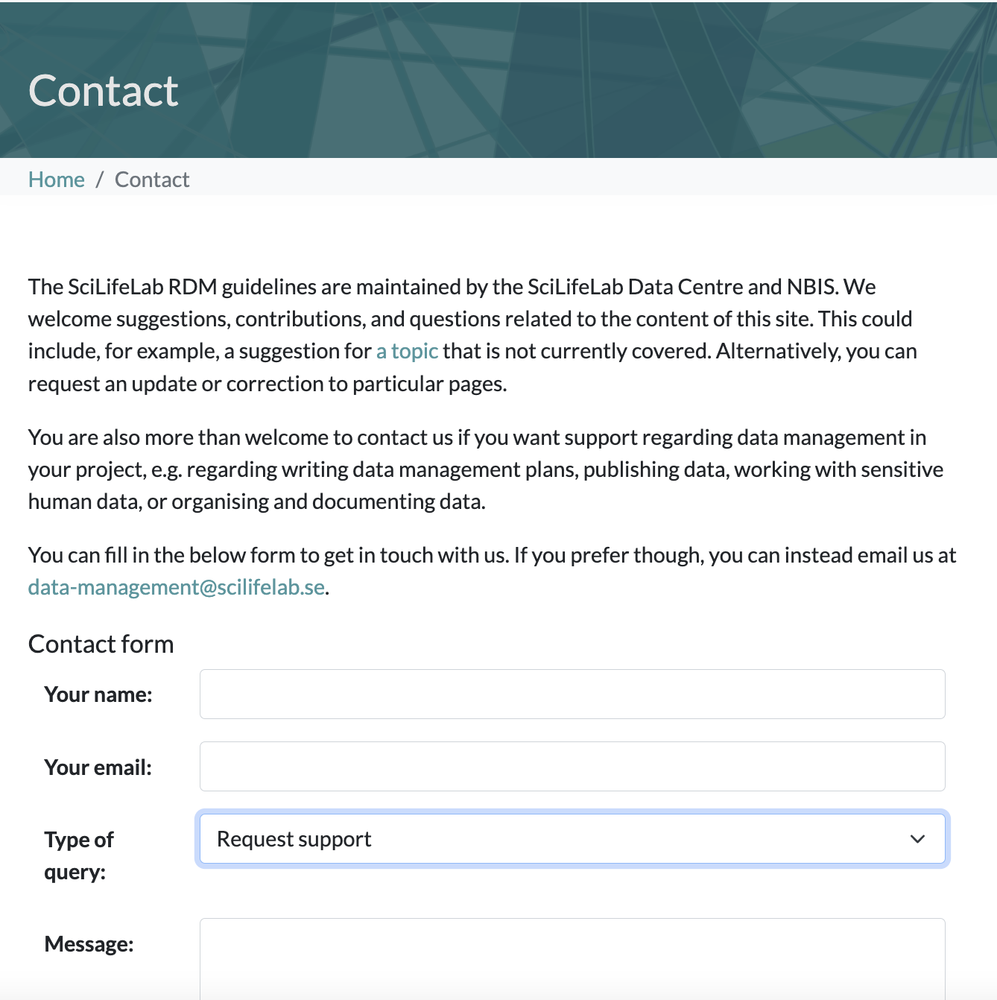 Contact
Home / Contact
The SciLifeLab RDM guidelines are maintained by the SciLifeLab Data Centre and NBIS. We
welcome suggestions, contributions, and questions related to the content of this site. This could
include, for example, a suggestion for a topic that is not currently covered. Alternatively, you can
request an update or correction to particular pages.
You are also more than welcome to contact us if you want support regarding data management in
your project, e.g. regarding writing data management plans, publishing data, working with sensitive
human data, or organising and documenting data.
You can fill in the below form to get in touch with us. If you prefer though, you can instead email us at
data-management@scilifelab.se.
Contact form
Your name:
Your email:
Type of
query:
Request support
Message: